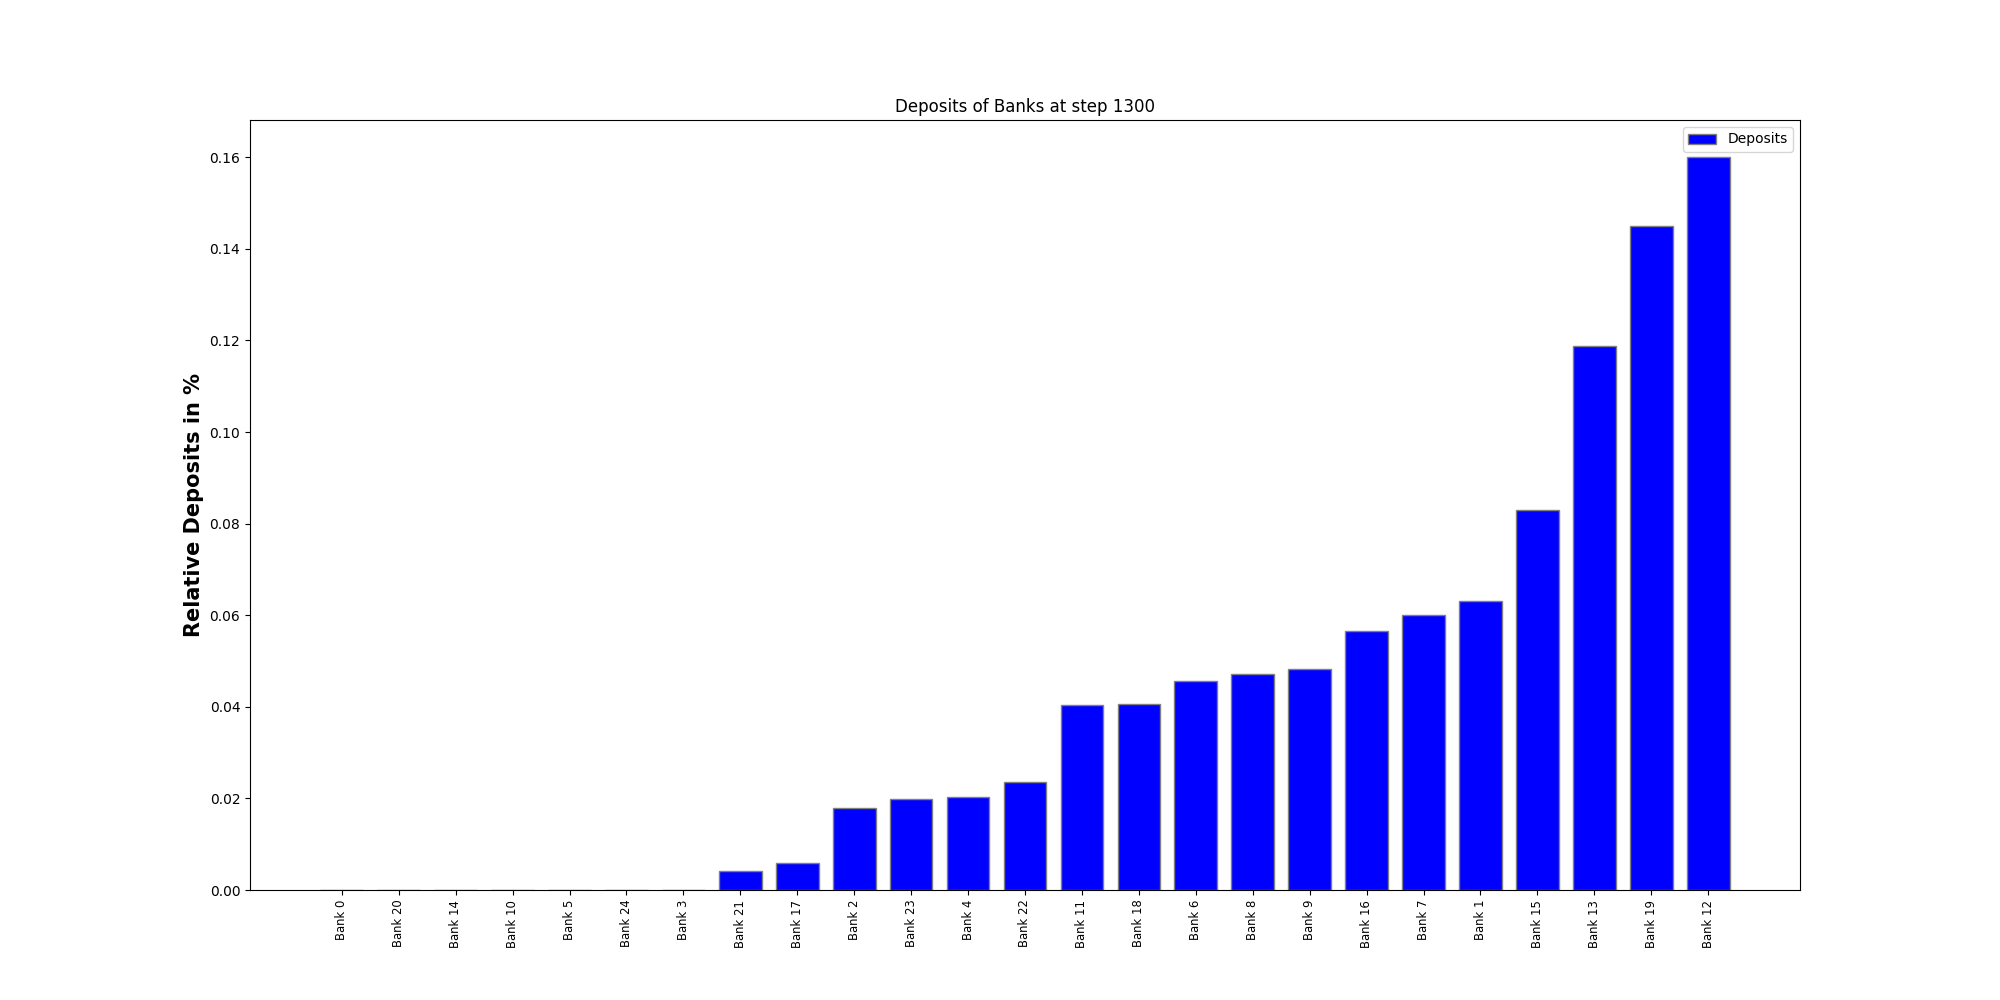 Deposits of Banks at step 1300
Deposits
Relative Deposits in %
0.16
0.14
0.12
0.10
0.08
0.06
0.04
0.02
0.00
Bank 0
Bank 20
Bank 14
Bank 10
Bank 5
Bank 24
Bank 3
Bank 21
Bank 17
Bank 2
Bank 23
Bank 4
Bank 22
Bank 11
Bank 18
Bank 6
Bank 8
Bank 9
Bank 16
Bank 7
Bank 1
Bank 15
Bank 13
Bank 19
Bank 12